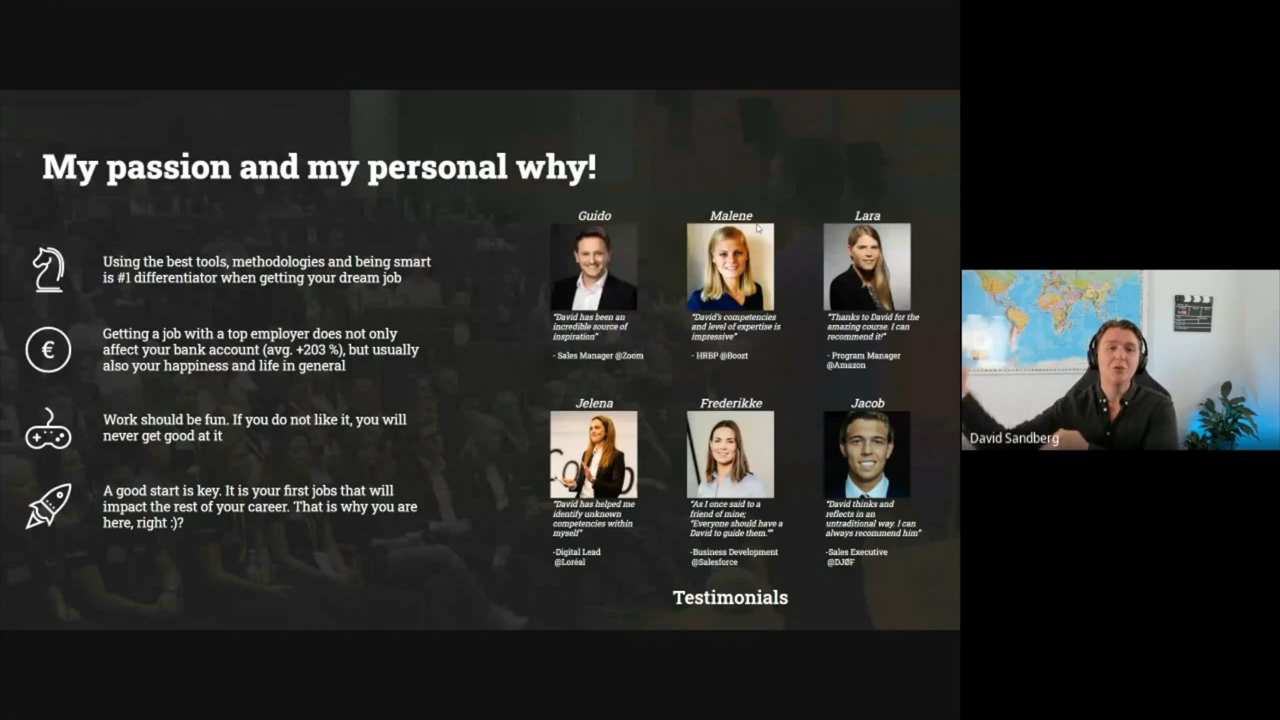 My passion and my personal why!
Using the best tools, methodologies and being smart
is #1 differentiator when getting your dream job
€
Getting a job with a top employer does not only
affect your bank account (avg. +203 %), but usually
also your happiness and life in general
Work should be fun. If you do not like it, you will
never get good at it
A good start is key. It is your first jobs that will
impact the rest of your career. That is why you are
here, right :)?
Guido
"David has been an
incredible source of
inspiration"
- Sales Manager @Zoom
Malene
"David's competencies
and level of expertise is
impressive"
- HRBP @Boozt
Lara
"Thanks to David for the
amazing course. I can
recommend it!"
- Program Manager
@Amazon
Jelena
"David has helped me
identify unknown
competencies within
myself"
-Digital Lead
@Loréal
Frederikke
"As I once said to a
friend of mine;
"Everyone should have a
David to guide them.""
-Business Development
@Salesforce
Jacob
"David thinks and
reflects in an
untraditional way. I can
always recommend him"
-Sales Executive
@DJØF
Testimonials
David Sandberg